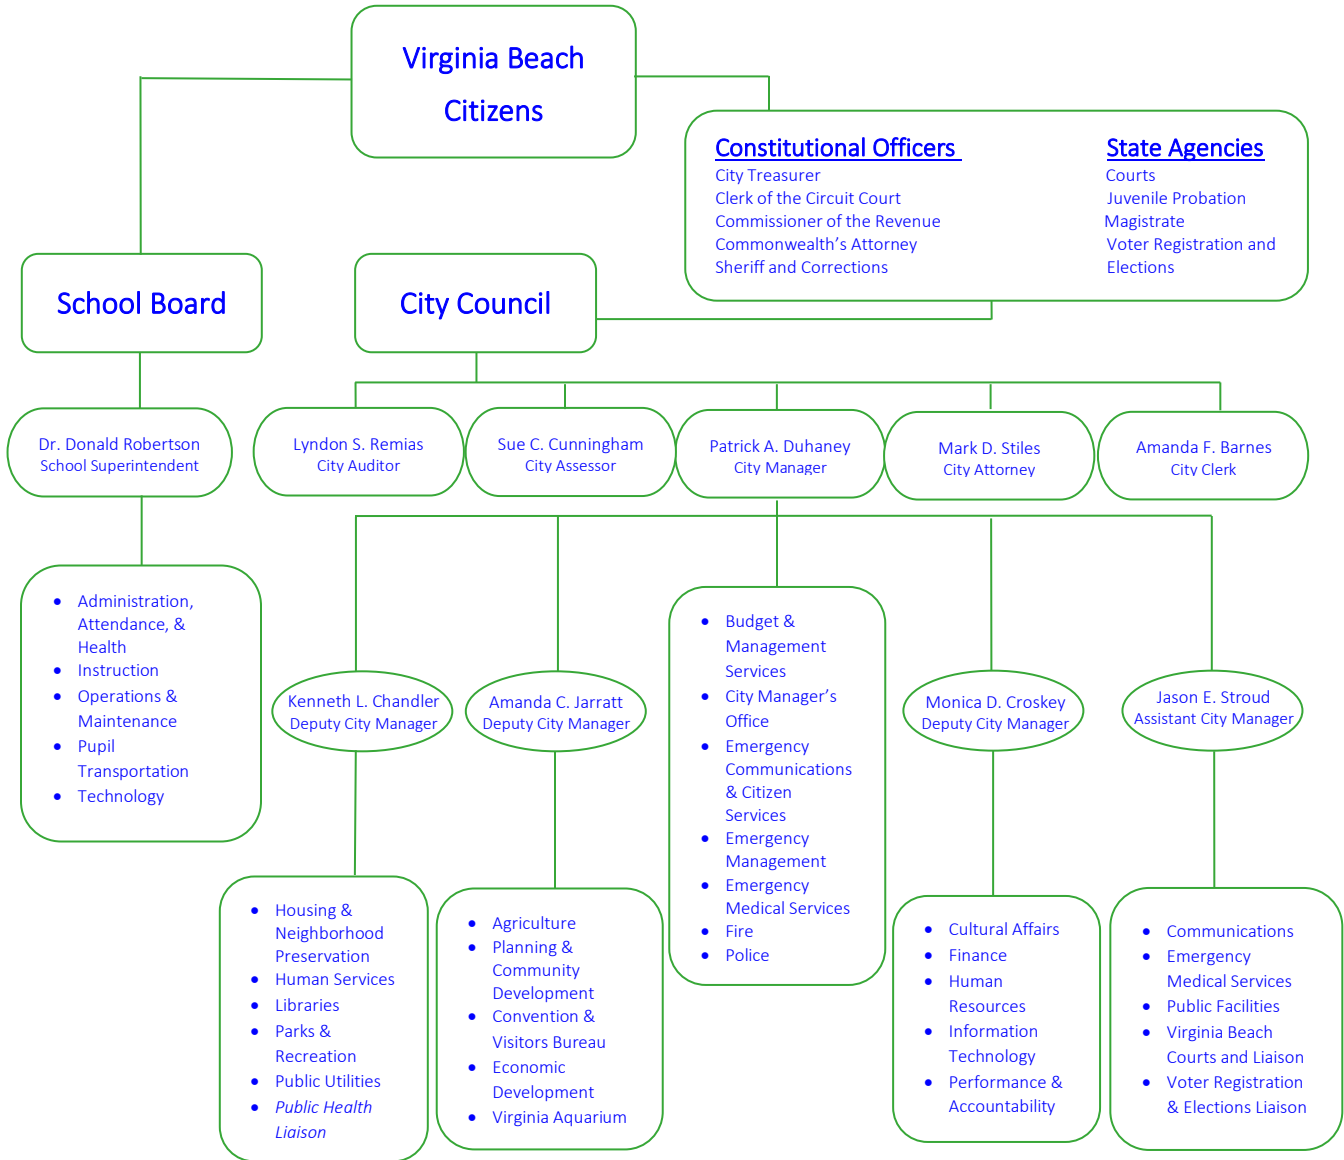 Virginia Beach
Citizens
Constitutional Officers
City Treasurer
Clerk of the Circuit Court
Commissioner of the Revenue
Commonwealth’s Attorney
Sheriff and Corrections
State Agencies
Courts
Juvenile Probation
Magistrate
Voter Registration and
Elections
School Board
City Council
Dr. Donald Robertson
School Superintendent
Lyndon S. Remias
City Auditor
Sue C. Cunningham
City Assessor
Patrick A. Duhaney
City Manager
Mark D. Stiles
City Attorney
Amanda F. Barnes
City Clerk
• Administration,
Attendance, &
Health
• Instruction
• Operations &
Maintenance
• Pupil
Transportation
• Technology
Kenneth L. Chandler
Deputy City Manager
Amanda C. Jarratt
Deputy City Manager
• Budget &
Management
Services
• City Manager’s
Office
• Emergency
Communications
& Citizen
Services
• Emergency
Management
• Emergency
Medical Services
• Fire
• Police
Monica D. Croskey
Deputy City Manager
Jason E. Stroud
Assistant City Manager
• Housing &
Neighborhood
Preservation
• Human Services
• Libraries
• Parks &
Recreation
• Public Utilities
• Public Health
Liaison
• Agriculture
• Planning &
Community
Development
• Convention &
Visitors Bureau
• Economic
Development
• Virginia Aquarium
• Cultural Affairs
• Finance
• Human
Resources
• Information
Technology
• Performance &
Accountability
• Communications
• Emergency
Medical Services
• Public Facilities
• Virginia Beach
Courts and Liaison
• Voter Registration
& Elections Liaison